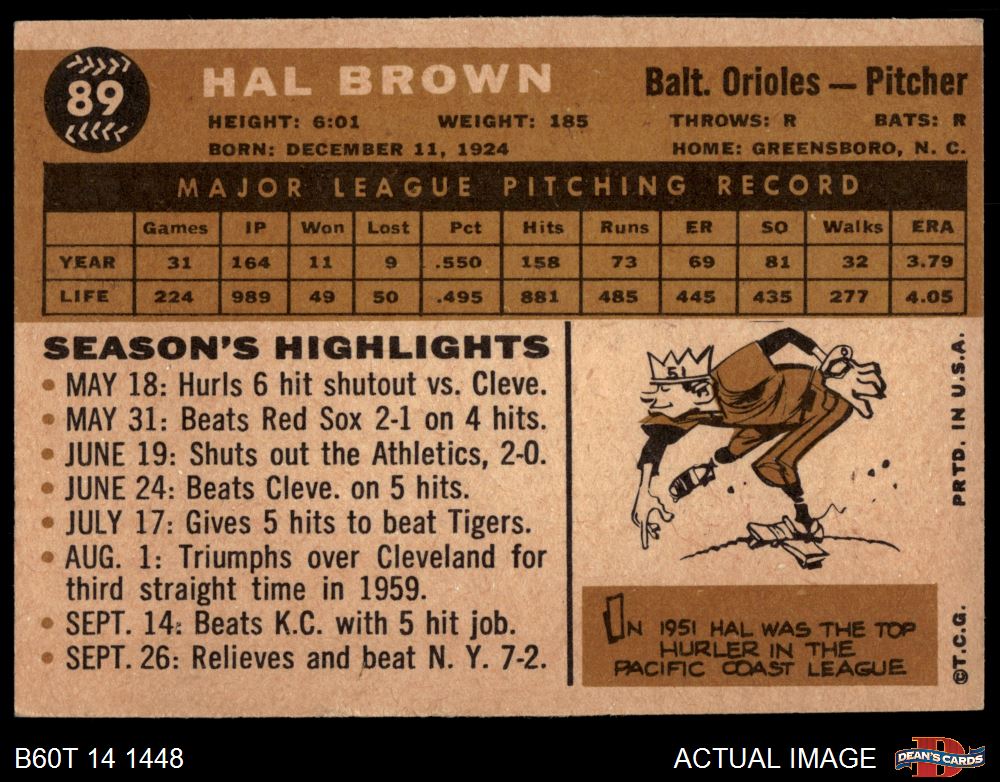 89
HAL BROWN
Balt. Orioles — Pitcher
HEIGHT: 6:01 WEIGHT: 185 THROWS: R BATS: R
BORN: DECEMBER 11, 1924 HOME: GREENSBORO, N. C.
MAJOR LEAGUE PITCHING RECORD
Games IP Won Lost Pct Hits Runs ER SO Walks ERA
YEAR 31 164 11 9 .550 158 73 69 81 32 3.79
LIFE 224 989 49 50 .495 881 485 445 435 277 4.05
SEASON'S HIGHLIGHTS
• MAY 18: Hurls 6 hit shutout vs. Cleve.
• MAY 31: Beats Red Sox 2-1 on 4 hits.
• JUNE 19: Shuts out the Athletics, 2-0.
• JUNE 24: Beats Cleve. on 5 hits.
• JULY 17: Gives 5 hits to beat Tigers.
• AUG. 1: Triumphs over Cleveland for
third straight time in 1959.
• SEPT. 14: Beats K.C. with 5 hit job.
• SEPT. 26: Relieves and beat N. Y. 7-2.
51
IN 1951 HAL WAS THE TOP
HURLER IN THE
PACIFIC COAST LEAGUE
©T.C.G. PRTD. IN U.S.A.
B60T 14 1448
ACTUAL IMAGE
D
DEAN'S CARDS